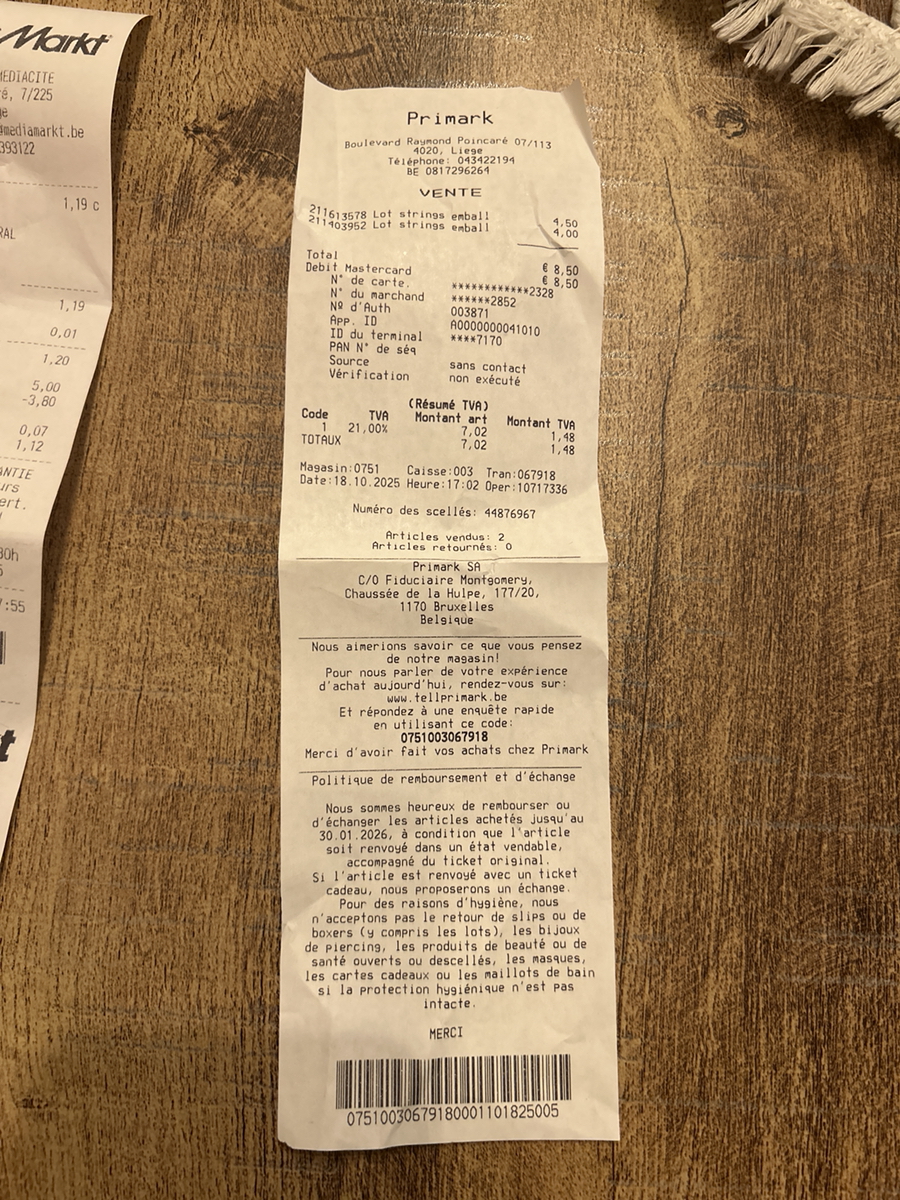 Markt
MEDIACITE
é, 7/225
@mediamarkt.be
393122
1,19 c
RAL
1,19
0,01
1,20
5,00
-3,80
0,07
1,12
ANTIE
urs
ert.
30h
:55
t
Primark
Boulevard Raymond Poincaré 07/113
4020, Liege
Téléphone: 043422194
BE 0817296264
VENTE
211613578 Lot strings emball 4,50
211403952 Lot strings emball 4,00
Total € 8,50
Debit Mastercard € 8,50
N° de carte. ************2328
N° du marchand ******2852
Nº d'Auth 003871
App. ID A0000000041010
ID du terminal ****7170
PAN N° de séq
Source sans contact
Vérification non exécuté
(Résumé TVA)
Code TVA Montant art Montant TVA
1 21,00% 7,02 1,48
TOTAUX 7,02 1,48
Magasin:0751 Caisse:003 Tran:067918
Date:18.10.2025 Heure:17:02 Oper:10717336
Numéro des scellés: 44876967
Articles vendus: 2
Articles retournés: 0
Primark SA
C/O Fiduciaire Montgomery,
Chaussée de la Hulpe, 177/20,
1170 Bruxelles
Belgique
Nous aimerions savoir ce que vous pensez
de notre magasin!
Pour nous parler de votre expérience
d'achat aujourd'hui, rendez-vous sur:
www.tellprimark.be
Et répondez à une enquête rapide
en utilisant ce code:
0751003067918
Merci d'avoir fait vos achats chez Primark
Politique de remboursement et d'échange
Nous sommes heureux de rembourser ou
d'échanger les articles achetés jusqu'au
30.01.2026, à condition que l'article
soit renvoyé dans un état vendable,
accompagné du ticket original.
Si l'article est renvoyé avec un ticket
cadeau, nous proposerons un échange.
Pour des raisons d'hygiène, nous
n'acceptons pas le retour de slips ou de
boxers (y compris les lots), les bijoux
de piercing, les produits de beauté ou de
santé ouverts ou descellés, les masques,
les cartes cadeaux ou les maillots de bain
si la protection hygiénique n'est pas
intacte.
MERCI
0751003067918000110182​5005